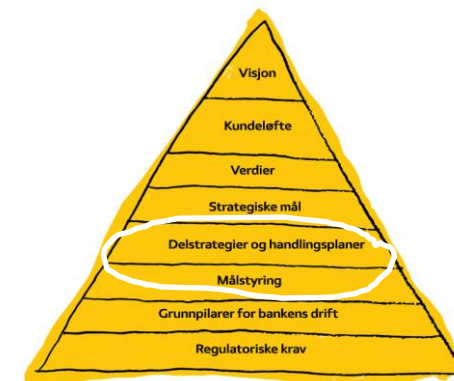 Visjon
Kundeløfte
Verdier
Strategiske mål
Delstrategier og handlingsplaner
Målstyring
Grunnpilarer for bankens drift
Regulatoriske krav